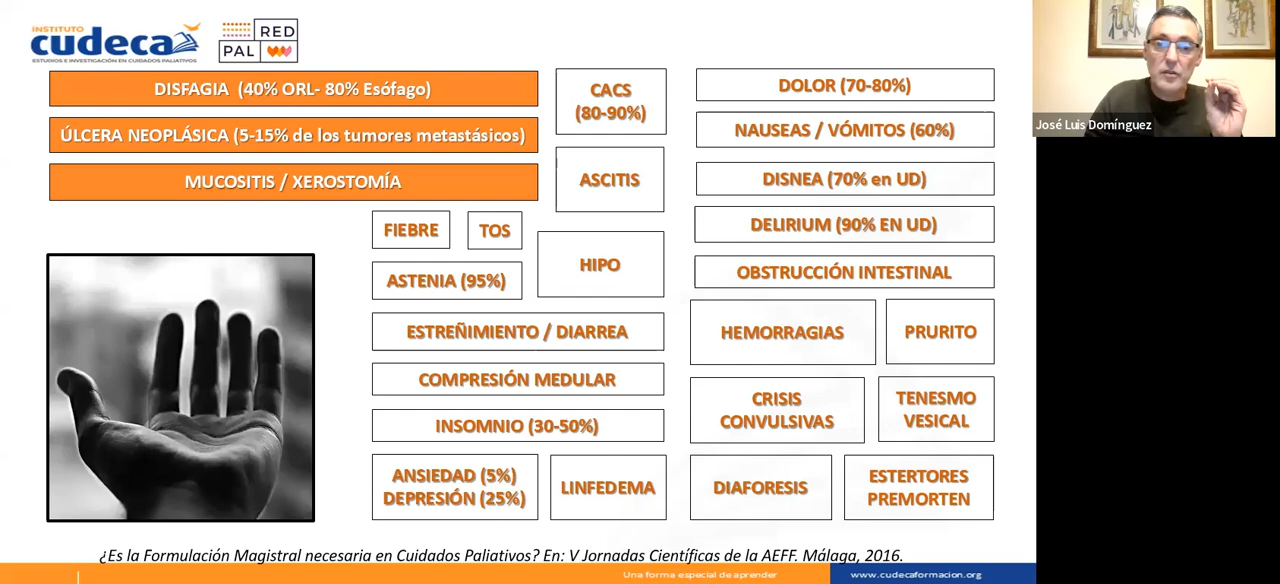 INSTITUTO
cudeca
ESTUDIOS E INVESTIGACIÓN EN CUIDADOS PALIATIVOS
RED
PAL
DISFAGIA (40% ORL- 80% Esófago)
ÚLCERA NEOPLÁSICA (5-15% de los tumores metastásicos)
MUCOSITIS / XEROSTOMÍA
CACS
(80-90%)
ASCITIS
FIEBRE
TOS
HIPO
ASTENIA (95%)
ESTREÑIMIENTO / DIARREA
COMPRESIÓN MEDULAR
INSOMNIO (30-50%)
ANSIEDAD (5%)
DEPRESIÓN (25%)
LINFEDEMA
DOLOR (70-80%)
NAUSEAS / VÓMITOS (60%)
DISNEA (70% en UD)
DELIRIUM (90% EN UD)
OBSTRUCCIÓN INTESTINAL
HEMORRAGIAS
PRURITO
CRISIS
CONVULSIVAS
TENESMO
VESICAL
DIAFORESIS
ESTERTORES
PREMORTEN
¿Es la Formulación Magistral necesaria en Cuidados Paliativos? En: V Jornadas Científicas de la AEFF. Málaga, 2016.
Una forma especial de aprender
www.cudecaformacion.org
José Luis Domínguez